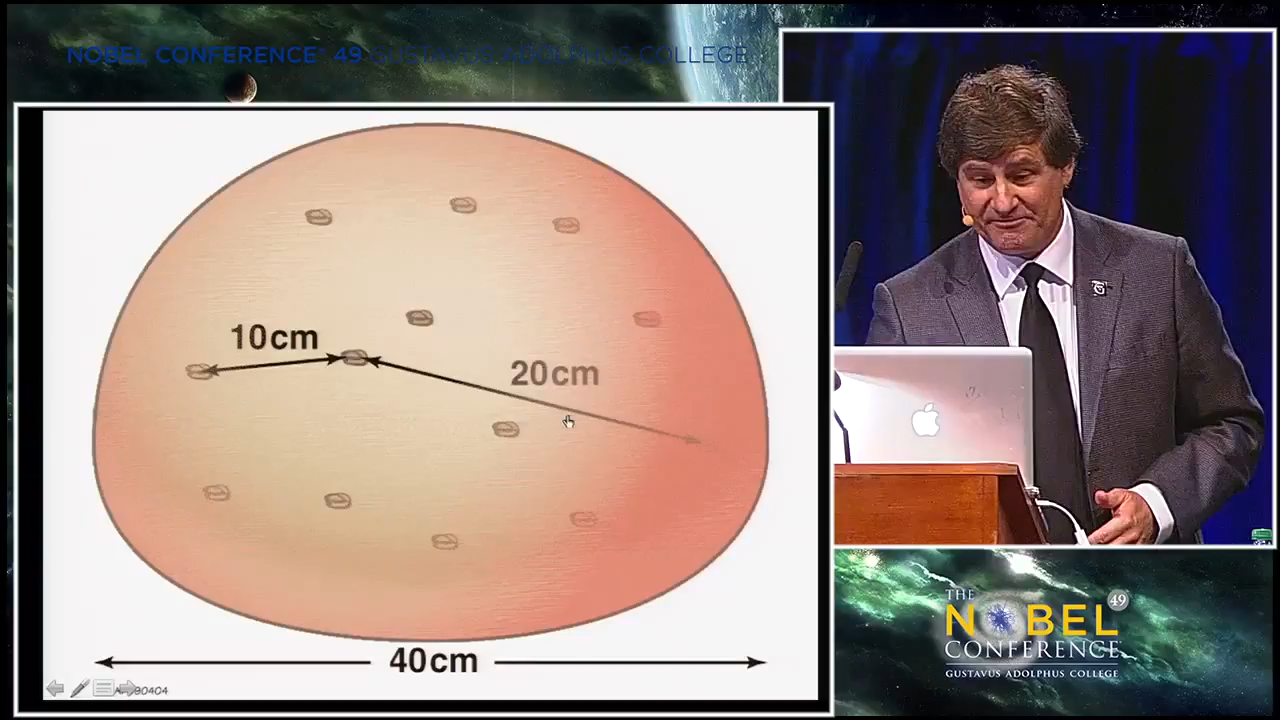 NOBEL CONFERENCE® 49 GUSTAVUS ADOLPHUS COLLEGE
10cm
20cm
40cm
THE
49
NOBEL
CONFERENCE
GUSTAVUS ADOLPHUS COLLEGE